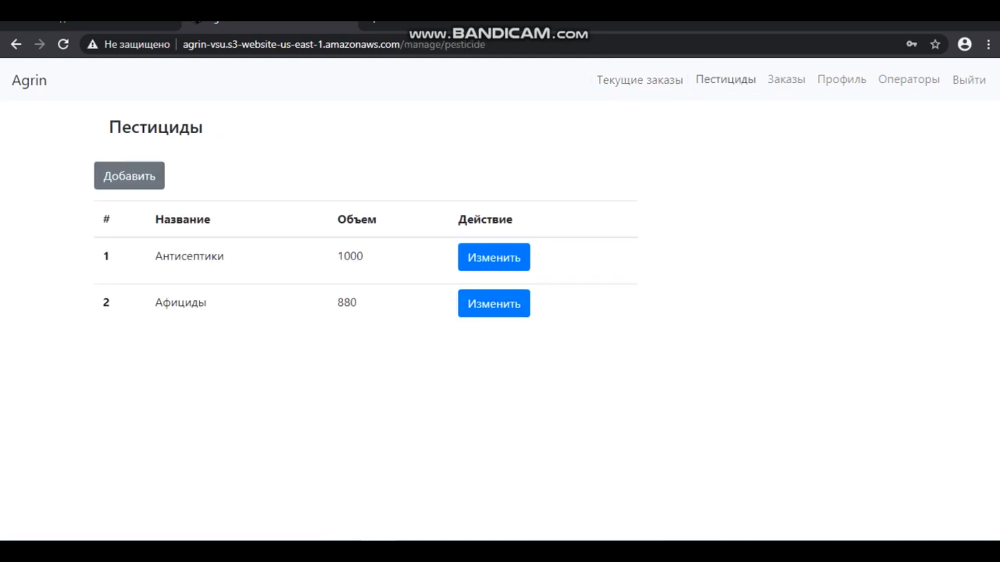 www.BANDICAM.com
Не защищено agrin-vsu.s3-website-us-east-1.amazonaws.com/manage/pesticide
Agrin Текущие заказы Пестициды Заказы Профиль Операторы Выйти
Пестициды
Добавить
# Название Объем Действие
1 Антисептики 1000 Изменить
2 Афициды 880 Изменить